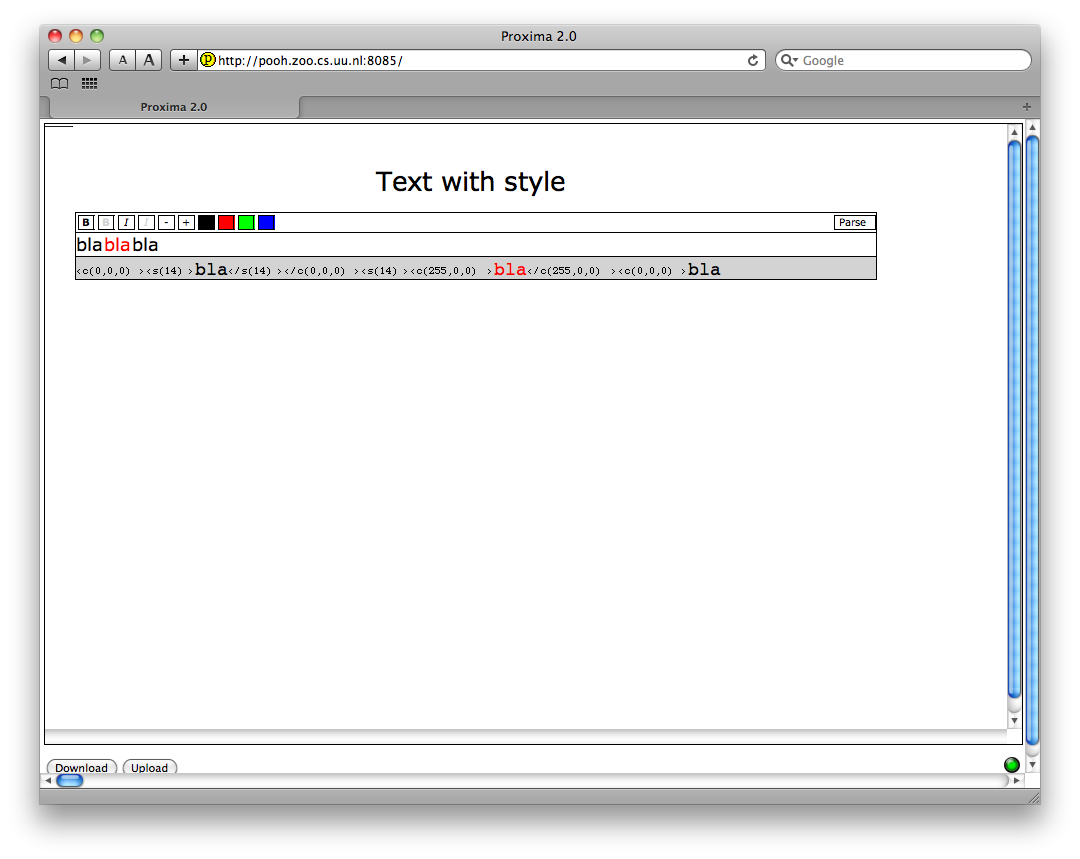 Proxima 2.0
A A + http://pooh.zoo.cs.uu.nl:8085/ Google
Proxima 2.0 +
Text with style
B B I I - + Parse
blablabla
<c(0,0,0) ><s(14) >bla</s(14) ></c(0,0,0) ><s(14) ><c(255,0,0) >bla</c(255,0,0) ><c(0,0,0) >bla
Download Upload